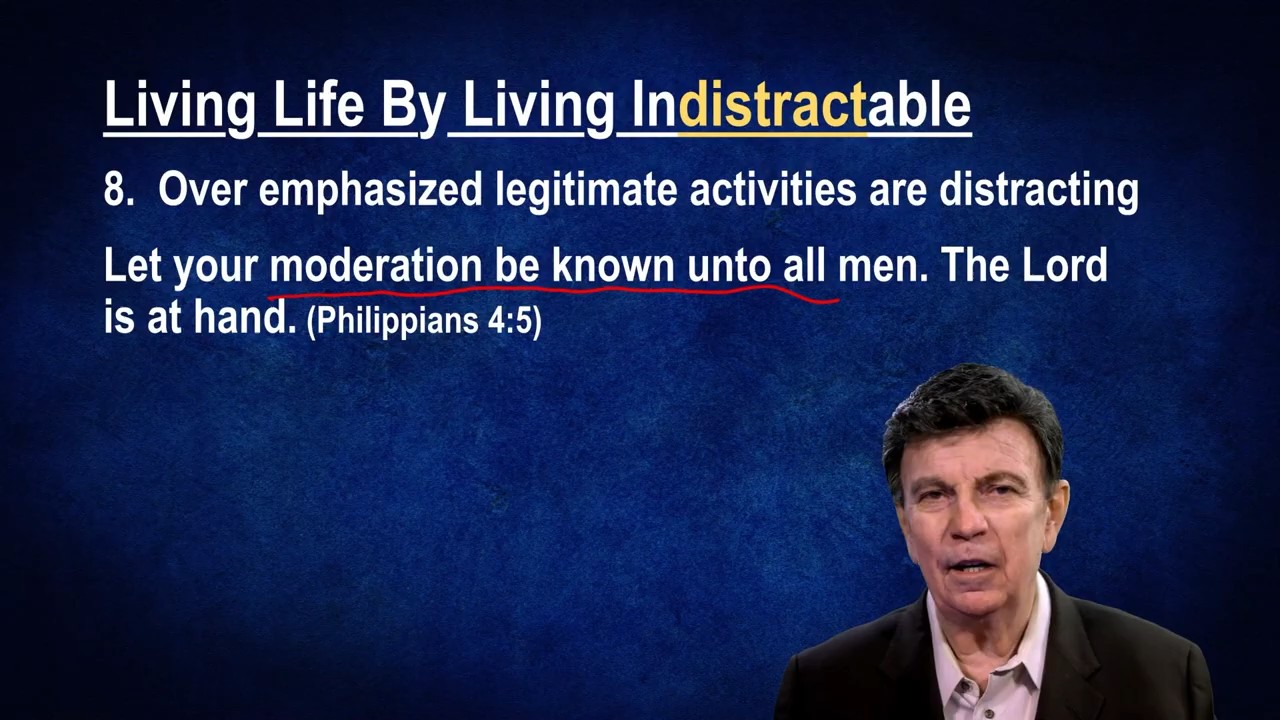 Living Life By Living Indistractable
8. Over emphasized legitimate activities are distracting
Let your moderation be known unto all men. The Lord
is at hand. (Philippians 4:5)